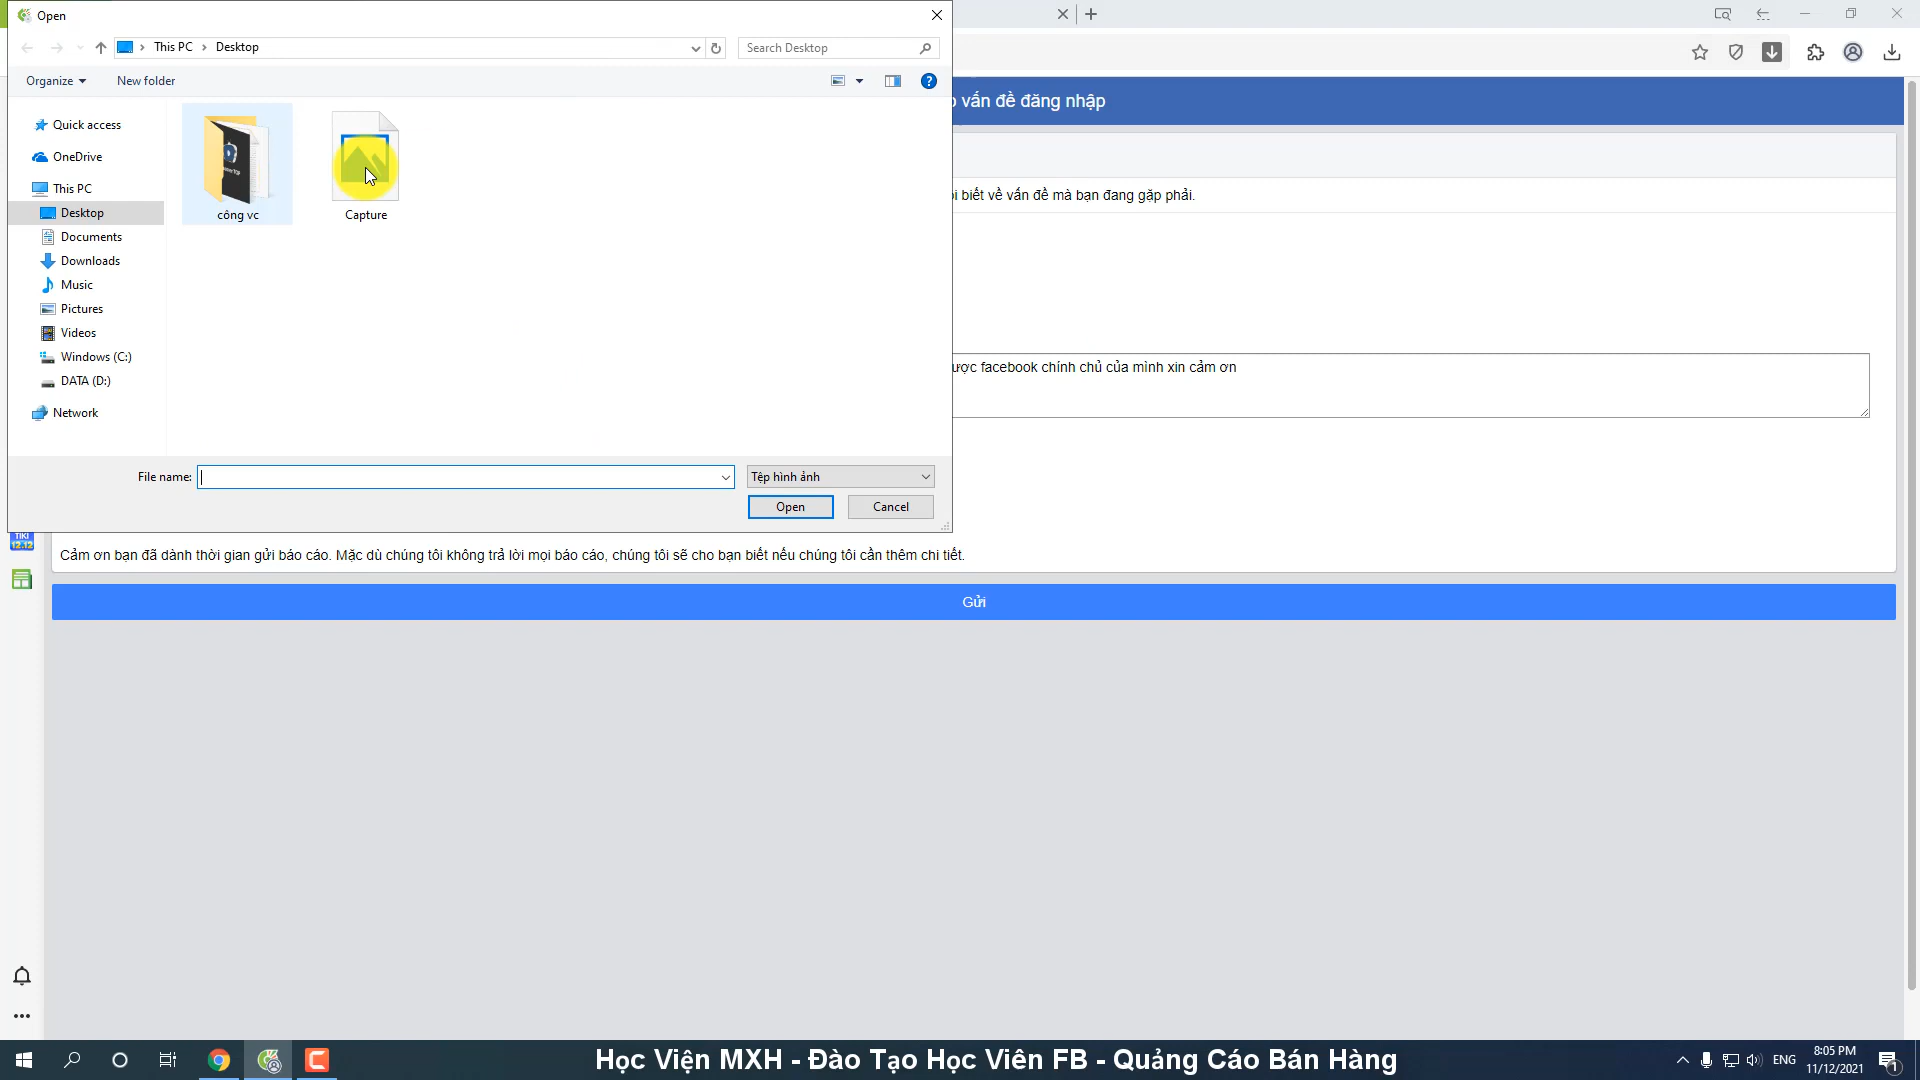 Open
This PC
Desktop
Search Desktop
Organize
New folder
vấn đề đăng nhập
Quick access
OneDrive
This PC
Desktop
Documents
Downloads
Music
Pictures
Videos
Windows (C:)
DATA (D:)
Network
công vc
Capture
biết về vấn đề mà bạn đang gặp phải.
facebook chính chủ của mình xin cảm ơn
File name:
Tệp hình ảnh
Open
Cancel
TIKI
12.12
Cảm ơn bạn đã dành thời gian gửi báo cáo. Mặc dù chúng tôi không trả lời mọi báo cáo, chúng tôi sẽ cho bạn biết nếu chúng tôi cần thêm chi tiết.
Gửi
Học Viện MXH - Đào Tạo Học Viên FB - Quảng Cáo Bán Hàng
ENG
8:05 PM
11/12/2021
1